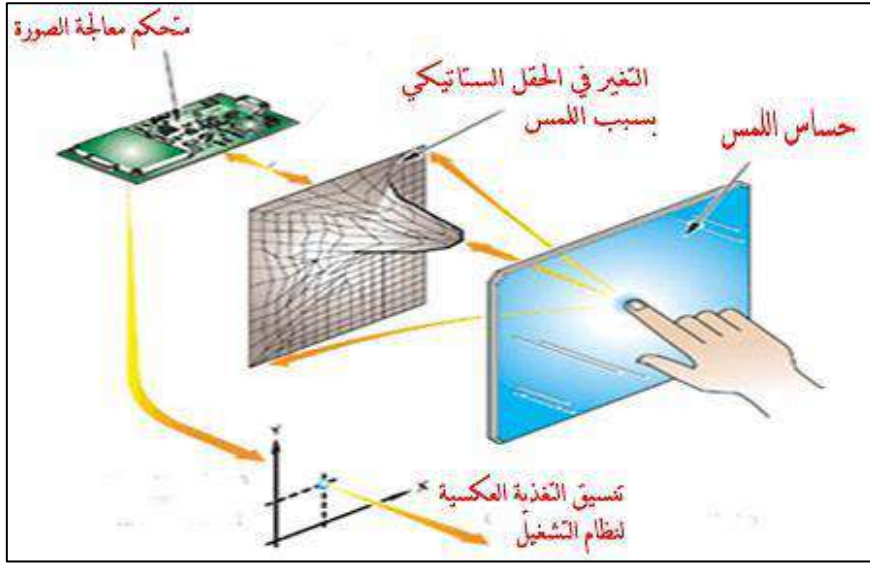 متحكم معالجة الصورة
التغير في الحقل الستاتيكي
بسبب اللمس
حساس اللمس
Y
X
تنسيق التغذية العكسية
لنظام التشغيل